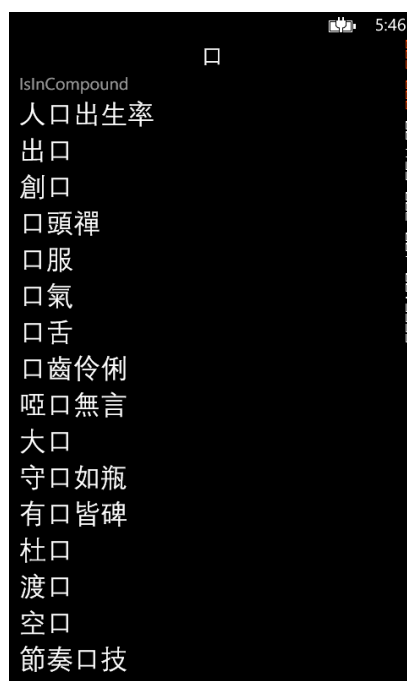 5:46
口
IsInCompound
人口出生率
出口
創口
口頭禪
口服
口氣
口舌
口齒伶俐
啞口無言
大口
守口如瓶
有口皆碑
杜口
渡口
空口
節奏口技